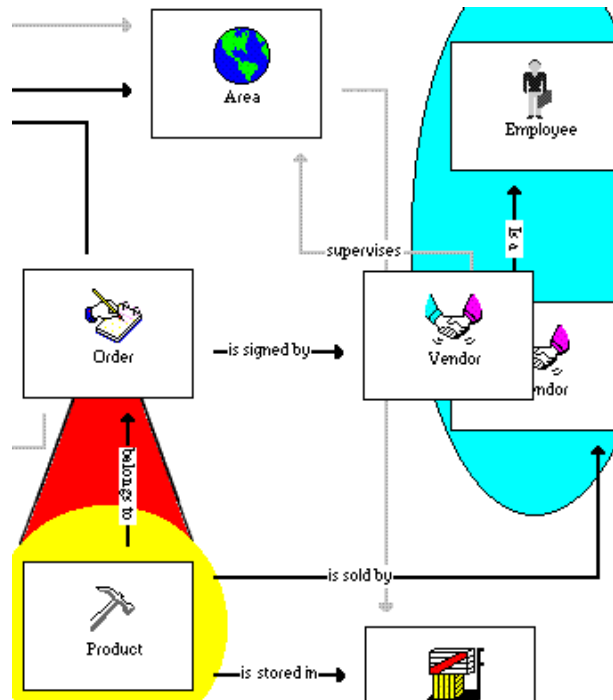 Area
Employee
Is a
supervises
Order
is signed by
Vendor
ndor
belongs to
is sold by
Product
is stored in